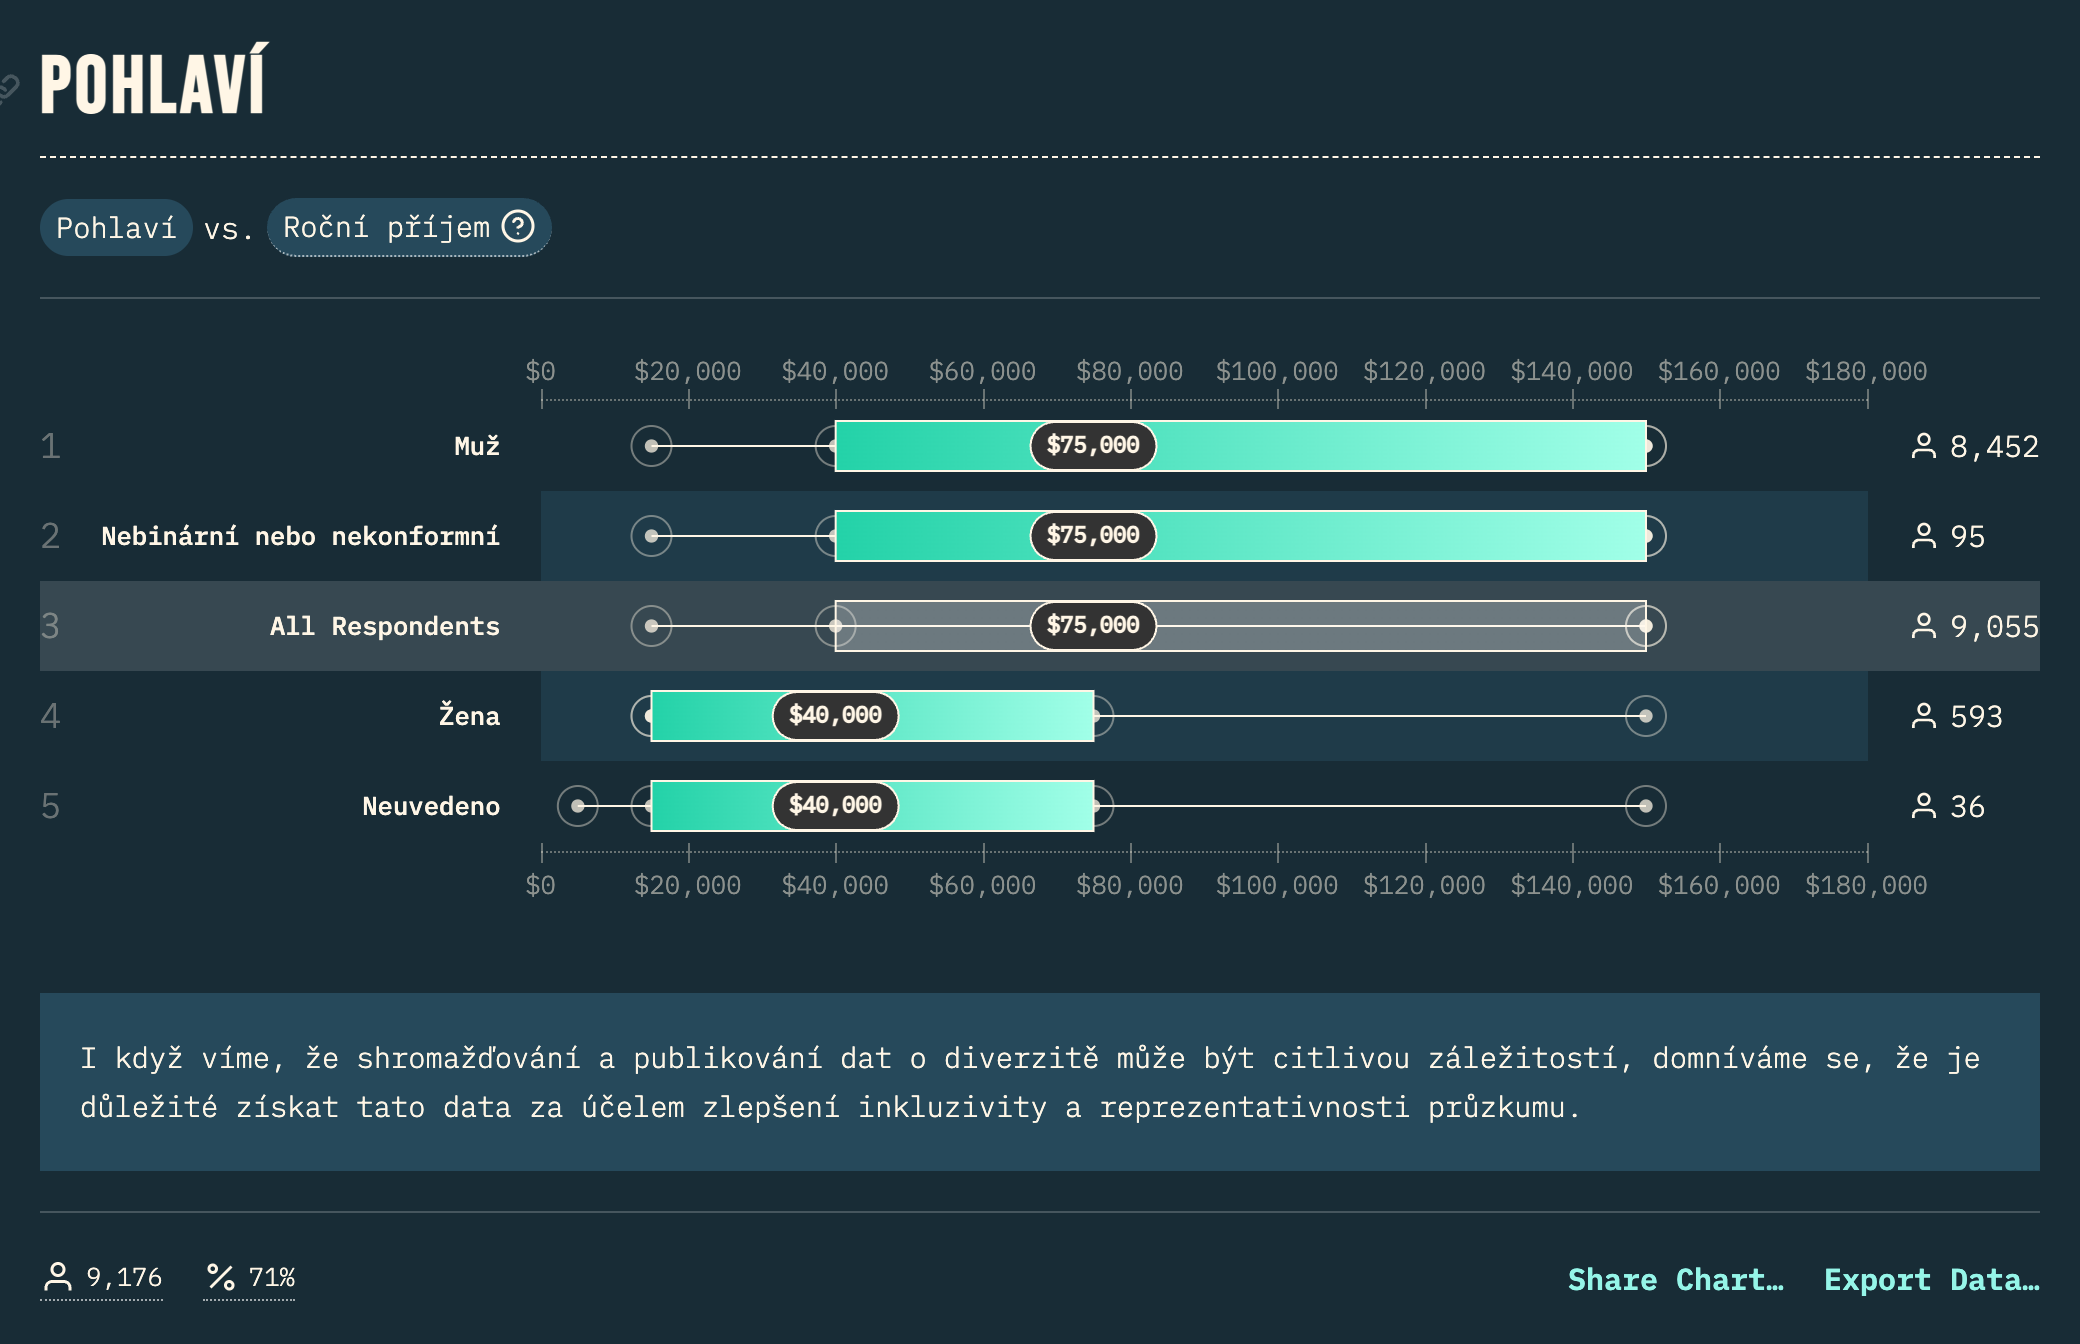 POHLAVÍ
Pohlaví vs. Roční příjem ?
$0 $20,000 $40,000 $60,000 $80,000 $100,000 $120,000 $140,000 $160,000 $180,000
1 Muž $75,000 8,452
2 Nebinární nebo nekonformní $75,000 95
3 All Respondents $75,000 9,055
4 Žena $40,000 593
5 Neuvedeno $40,000 36
$0 $20,000 $40,000 $60,000 $80,000 $100,000 $120,000 $140,000 $160,000 $180,000
I když víme, že shromažďování a publikování dat o diverzitě může být citlivou záležitostí, domníváme se, že je
důležité získat tato data za účelem zlepšení inkluzivity a reprezentativnosti průzkumu.
9,176 71% Share Chart… Export Data…